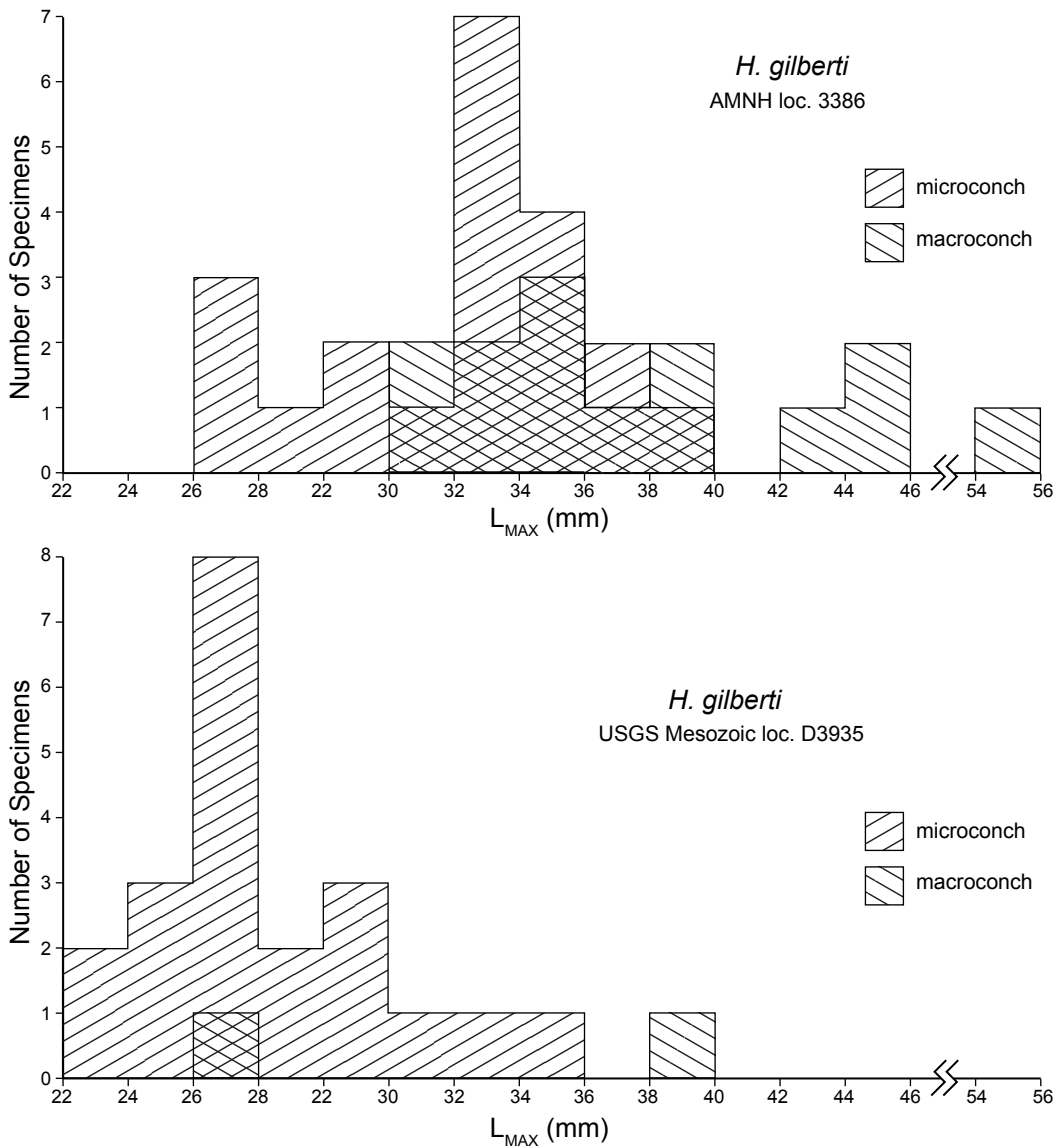 7
6
5
4
3
2
1
0
Number of Specimens
H. gilberti
AMNH loc. 3386
microconch
macroconch
22 24 26 28 22 30 32 34 36 38 40 42 44 46 54 56
LMAX (mm)
8
7
6
5
4
3
2
1
0
Number of Specimens
H. gilberti
USGS Mesozoic loc. D3935
microconch
macroconch
22 24 26 28 22 30 32 34 36 38 40 42 44 46 54 56
LMAX (mm)